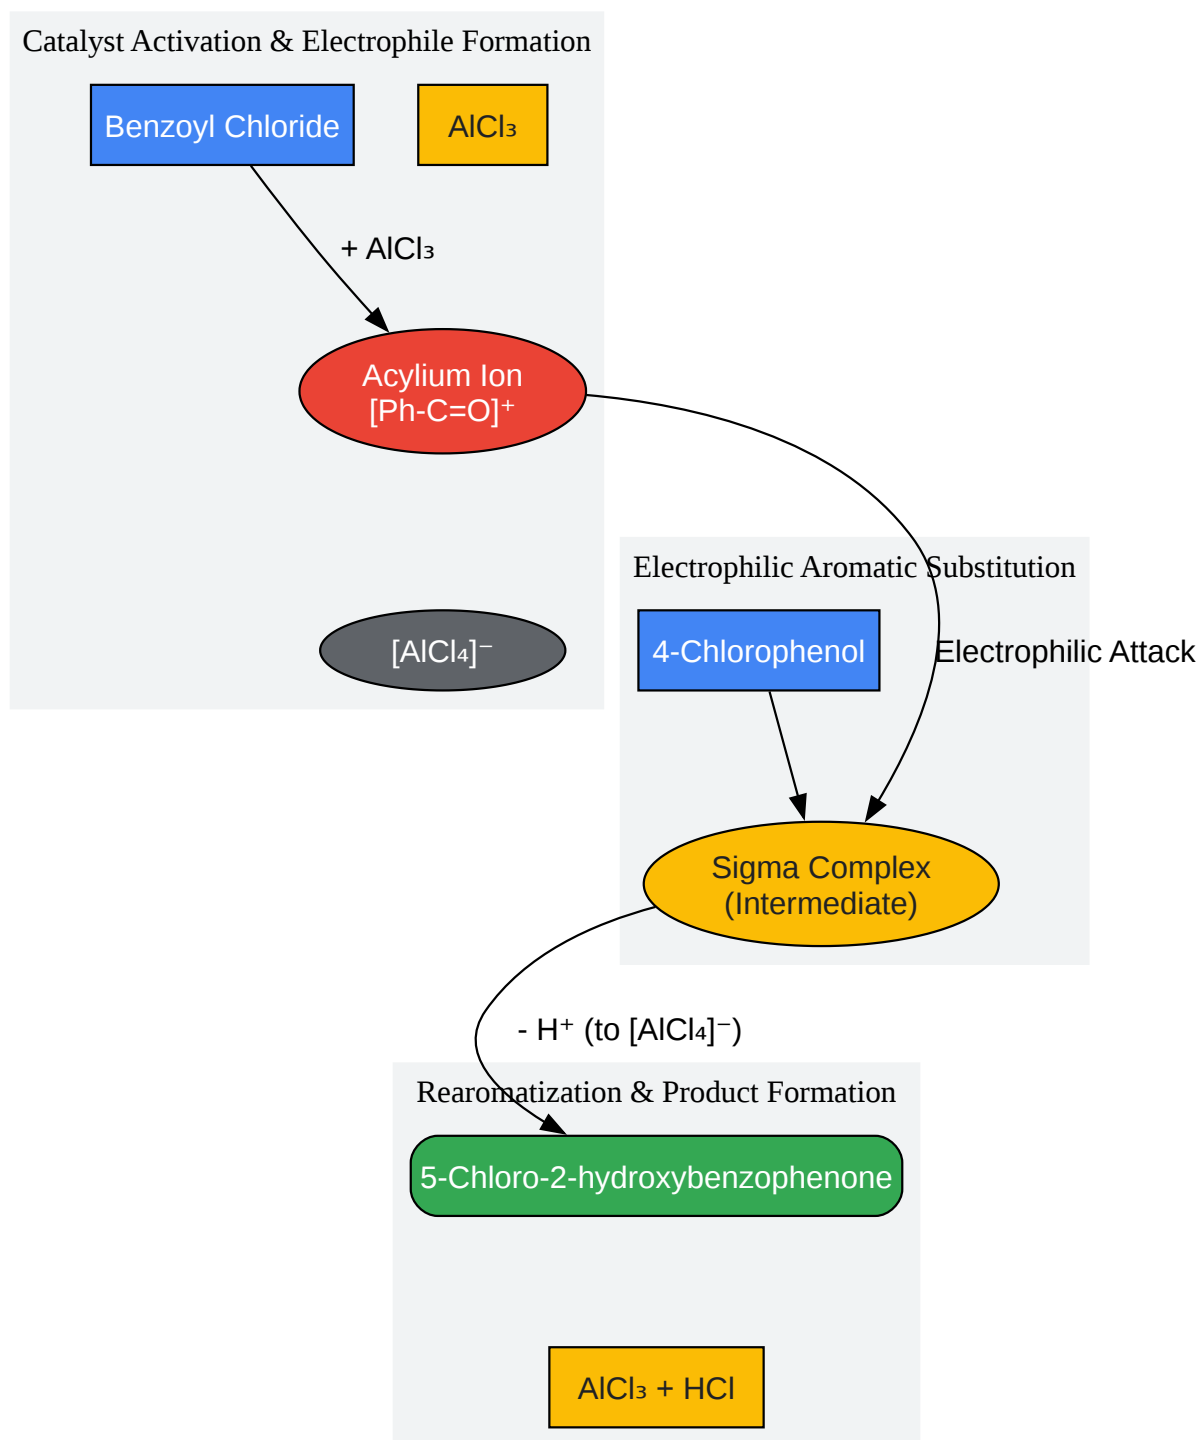 Catalyst Activation & Electrophile Formation
Benzoyl Chloride
AlCl₃
+ AlCl₃
Acylium Ion
[Ph-C=O]⁺
[AlCl₄]⁻
Electrophilic Aromatic Substitution
4-Chlorophenol
Electrophilic Attack
Sigma Complex
(Intermediate)
- H⁺ (to [AlCl₄]⁻)
Rearomatization & Product Formation
5-Chloro-2-hydroxybenzophenone
AlCl₃ + HCl